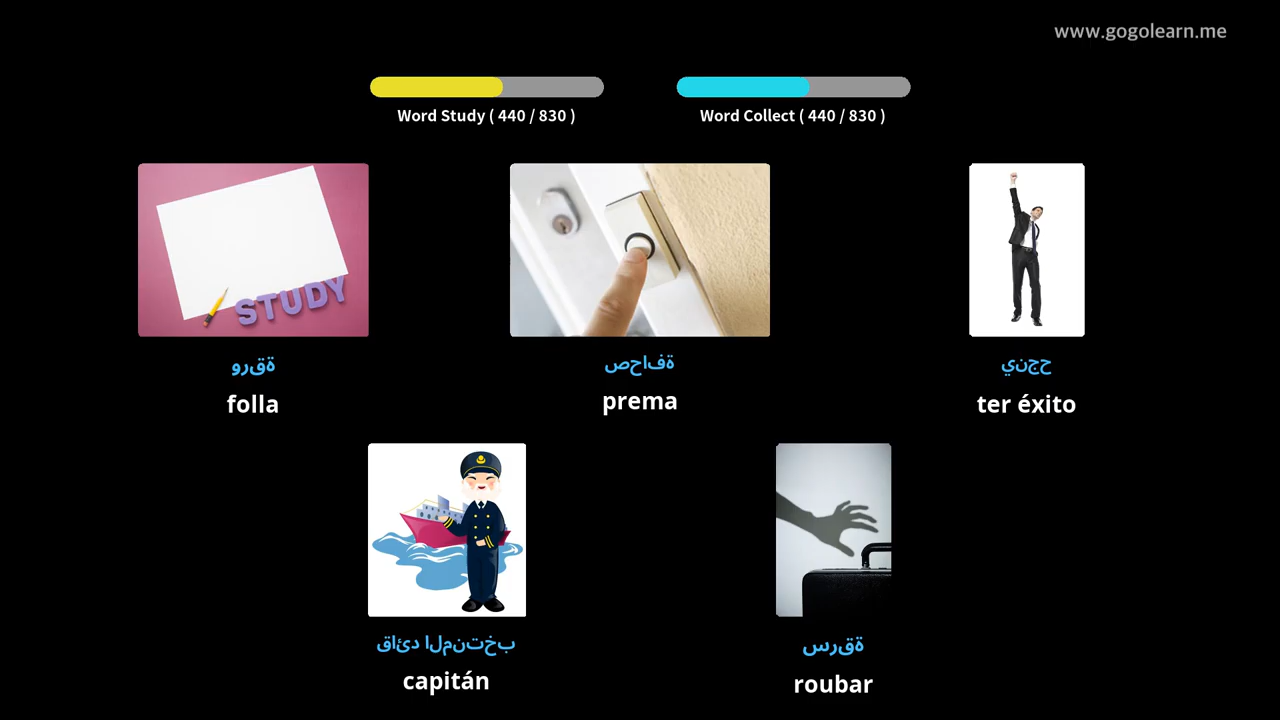 www.gogolearn.me
Word Study ( 440 / 830 )
Word Collect ( 440 / 830 )
ورقة
folla
صحافة
prema
ينجح
ter éxito
قائد المنتخب
capitán
سرقة
roubar
STUDY